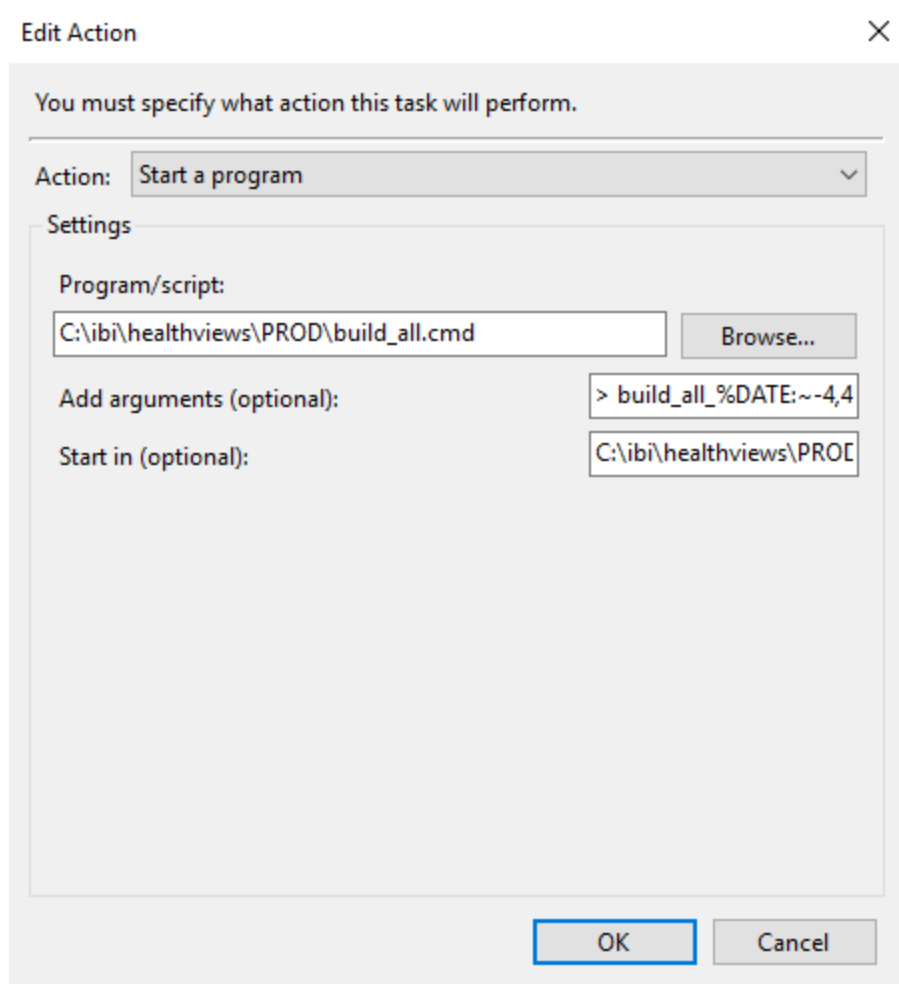 Edit Action
You must specify what action this task will perform.
Action: Start a program
Settings
Program/script:
C:\ibi\healthviews\PROD\build_all.cmd Browse...
Add arguments (optional): > build_all_%DATE:~-4,4
Start in (optional): C:\ibi\healthviews\PROD
OK Cancel